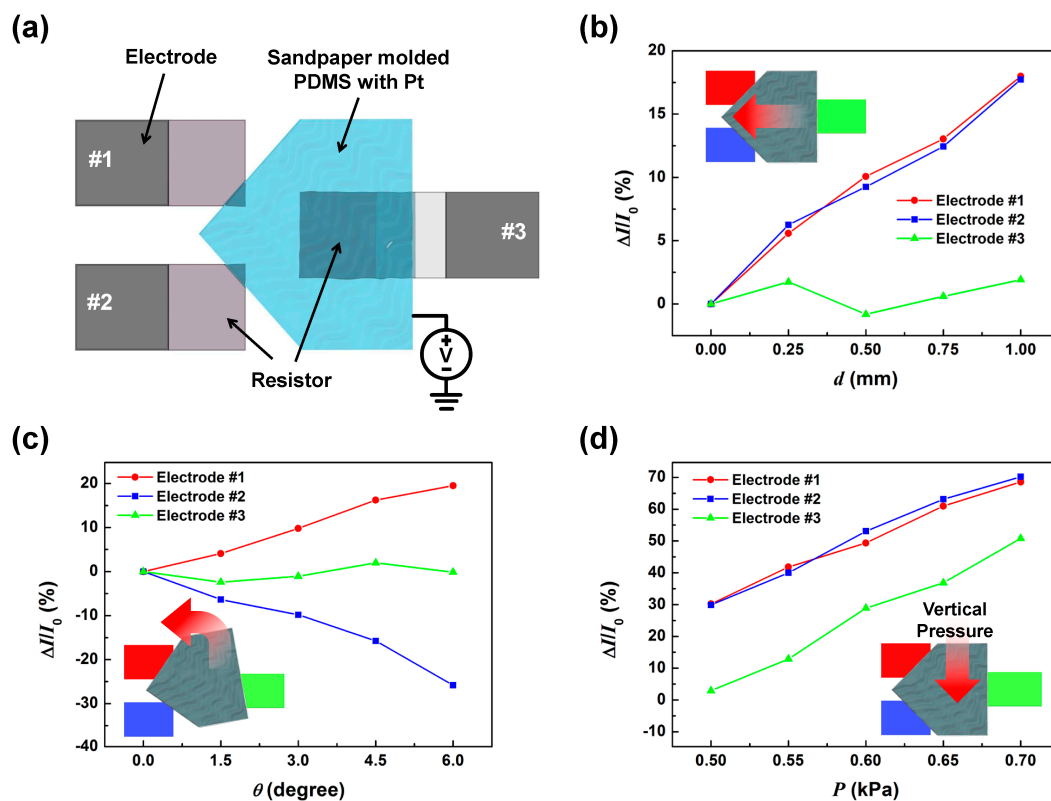 (a)
Electrode
Sandpaper molded
PDMS with Pt
#1
#3
#2
Resistor
+
V
−
(b)
20
15
10
5
0
ΔI/I0 (%)
Electrode #1
Electrode #2
Electrode #3
0.00 0.25 0.50 0.75 1.00
d (mm)
(c)
20
10
0
-10
-20
-30
-40
ΔI/I0 (%)
Electrode #1
Electrode #2
Electrode #3
0.0 1.5 3.0 4.5 6.0
θ (degree)
(d)
70
60
50
40
30
20
10
0
-10
ΔI/I0 (%)
Electrode #1
Electrode #2
Electrode #3
Vertical
Pressure
0.50 0.55 0.60 0.65 0.70
P (kPa)